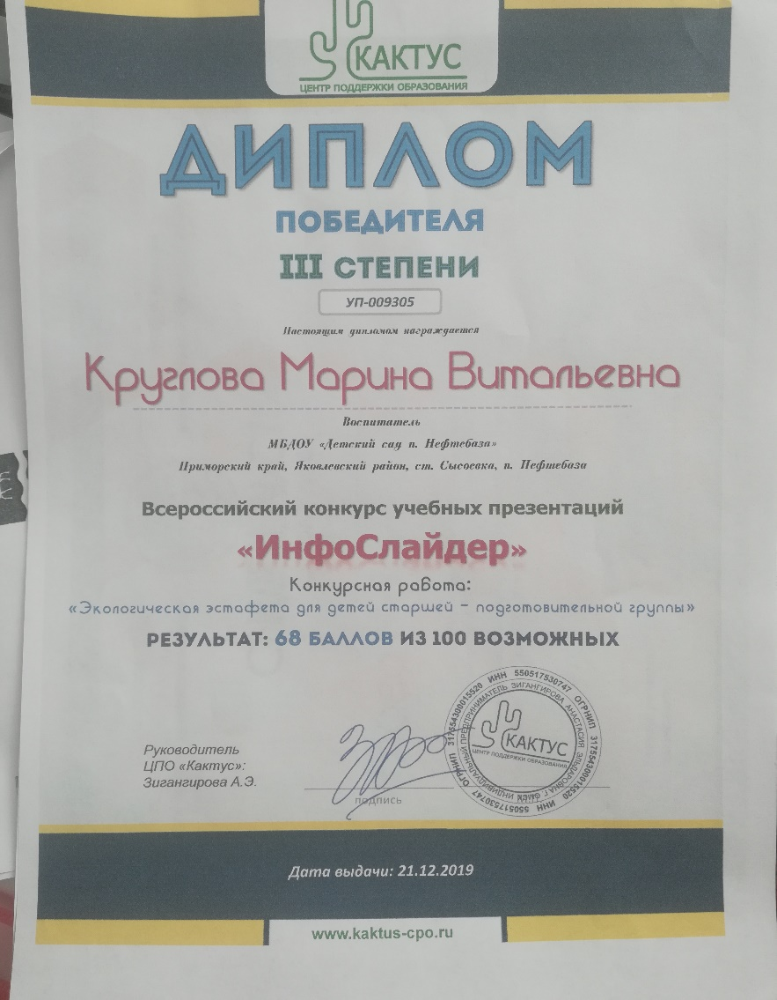 КАКТУС
ЦЕНТР ПОДДЕРЖКИ ОБРАЗОВАНИЯ
ДИПЛОМ
ПОБЕДИТЕЛЯ
III СТЕПЕНИ
УП-009305
Настоящим дипломом награждается
Круглова Марина Витальевна
Воспитатель
МБДОУ «Детский сад п. Нефтебаза»
Приморский край, Яковлевский район, ст. Сысоевка, п. Нефтебаза
Всероссийский конкурс учебных презентаций
«ИнфоСлайдер»
Конкурсная работа:
«Экологическая эстафета для детей старшей – подготовительной группы»
РЕЗУЛЬТАТ: 68 БАЛЛОВ ИЗ 100 ВОЗМОЖНЫХ
Руководитель
ЦПО «Кактус»:
Зигангирова А.Э.
подпись
ОГРНИП 317554300015520 ИНН 550517530747 ОГРНИП 317554300015520 ИНН 550517530747
ИНДИВИДУАЛЬНЫЙ ПРЕДПРИНИМАТЕЛЬ ЗИГАНГИРОВА АНАСТАСИЯ ЭЛЬДАРОВНА Г. ОМСК
КАКТУС
ЦЕНТР ПОДДЕРЖКИ ОБРАЗОВАНИЯ
Дата выдачи: 21.12.2019
www.kaktus-cpo.ru